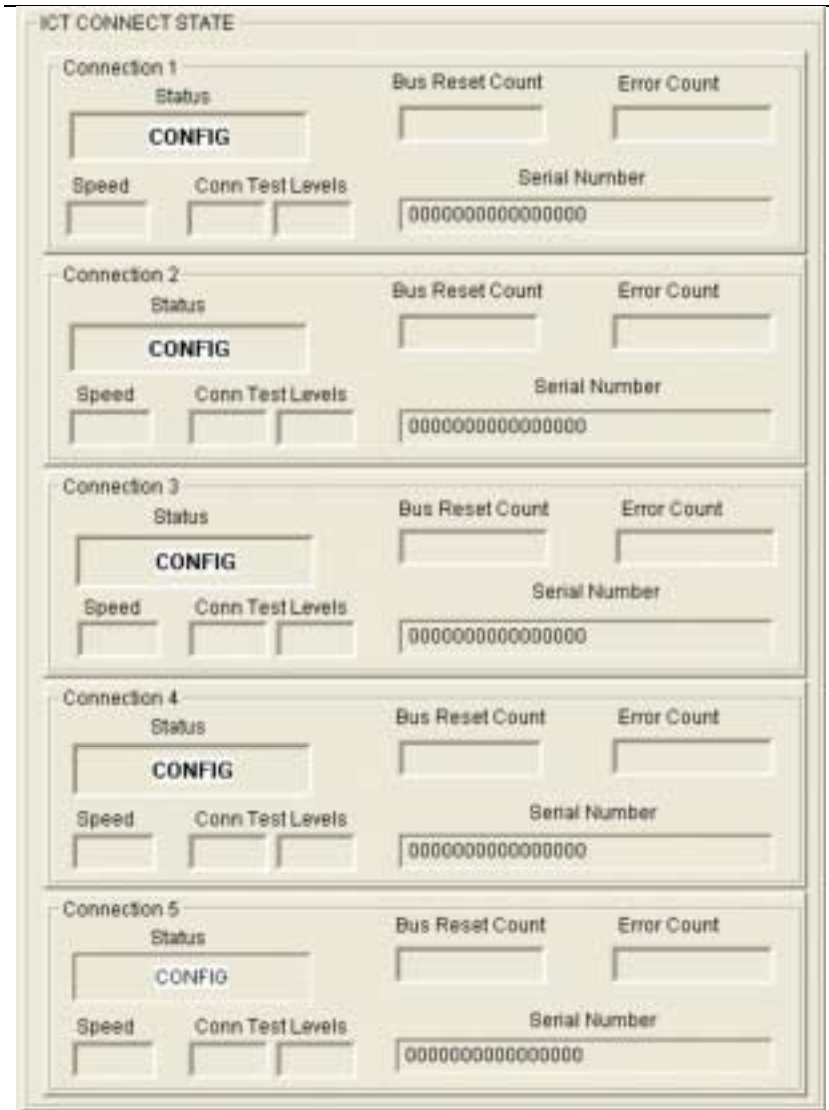 ICT CONNECT STATE
Connection 1
Status
Bus Reset Count
Error Count
CONFIG
Speed
Conn Test Levels
Serial Number
0000000000000000
Connection 2
Status
Bus Reset Count
Error Count
CONFIG
Speed
Conn Test Levels
Serial Number
0000000000000000
Connection 3
Status
Bus Reset Count
Error Count
CONFIG
Speed
Conn Test Levels
Serial Number
0000000000000000
Connection 4
Status
Bus Reset Count
Error Count
CONFIG
Speed
Conn Test Levels
Serial Number
0000000000000000
Connection 5
Status
Bus Reset Count
Error Count
CONFIG
Speed
Conn Test Levels
Serial Number
0000000000000000